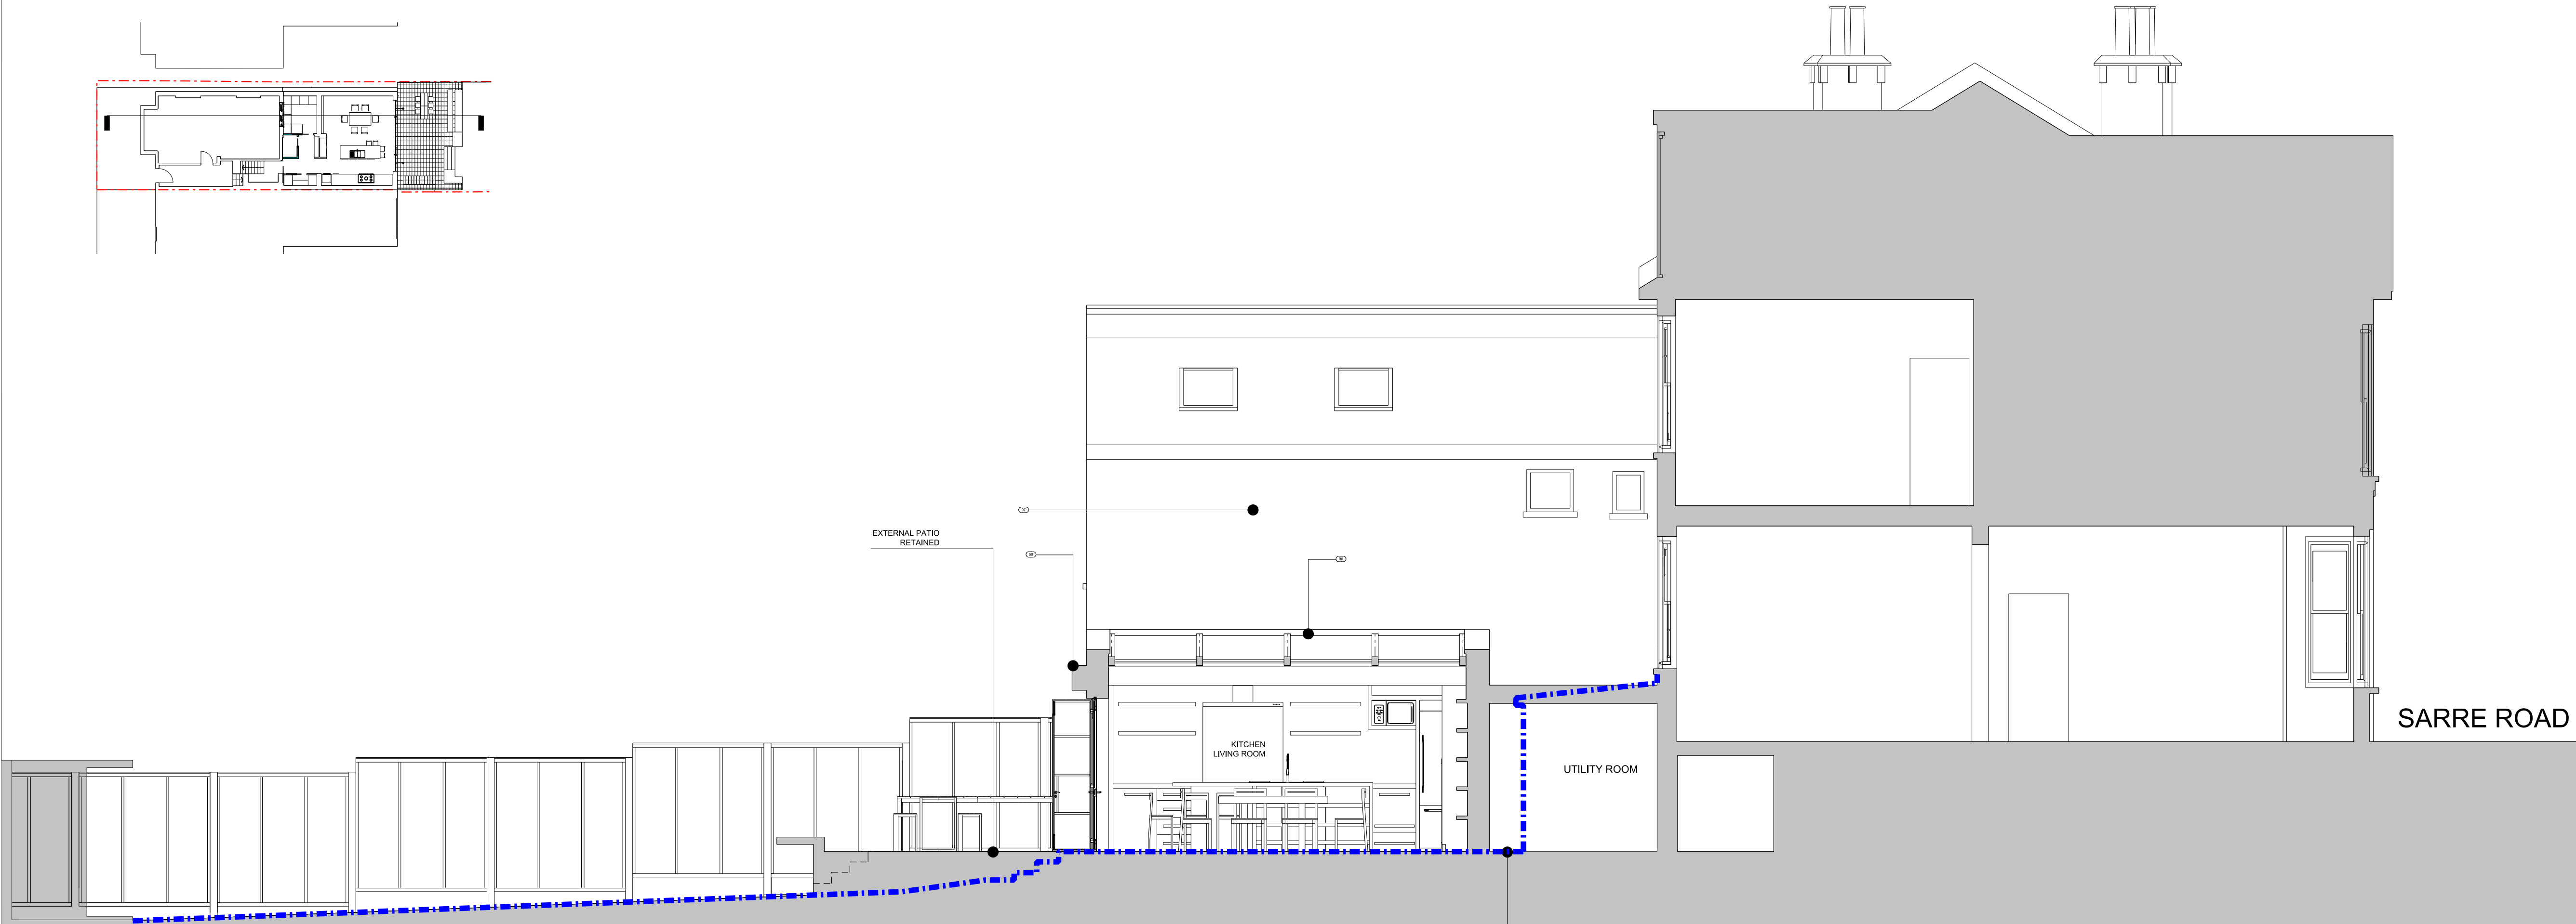 EXTERNAL PATIO
RETAINED
KITCHEN
LIVING ROOM
UTILITY ROOM
SARRE ROAD